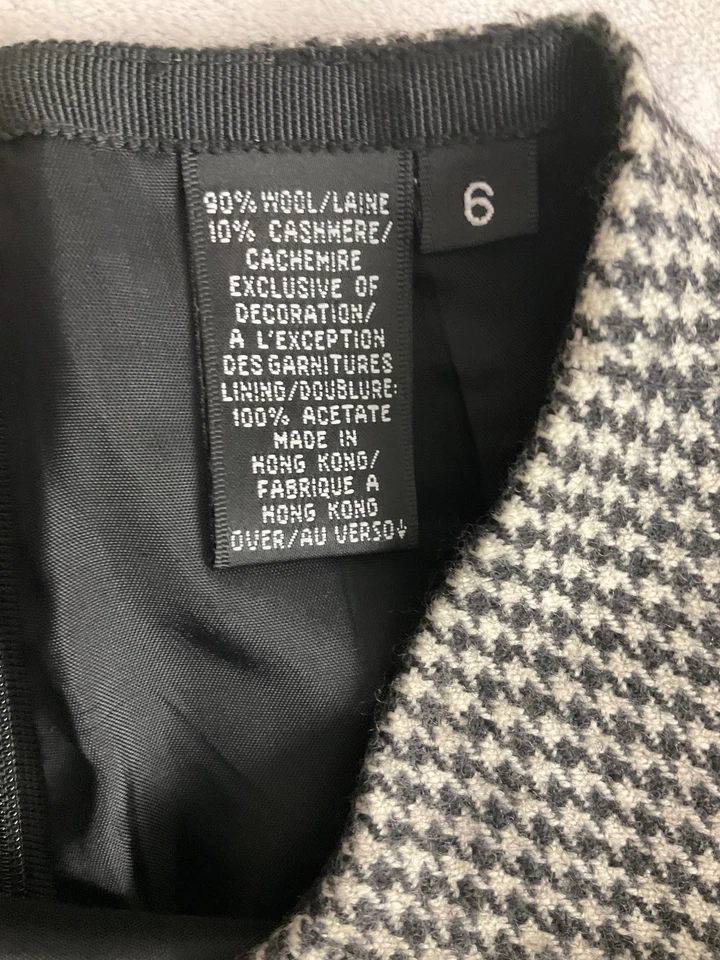 90% WOOL/LAINE
10% CASHMERE/
CACHEMIRE
EXCLUSIVE OF
DECORATION/
A L'EXCEPTION
DES GARNITURES
LINING/DOUBLURE:
100% ACETATE
MADE IN
HONG KONG/
FABRIQUE A
HONG KONG
OVER/AU VERSO↓
6